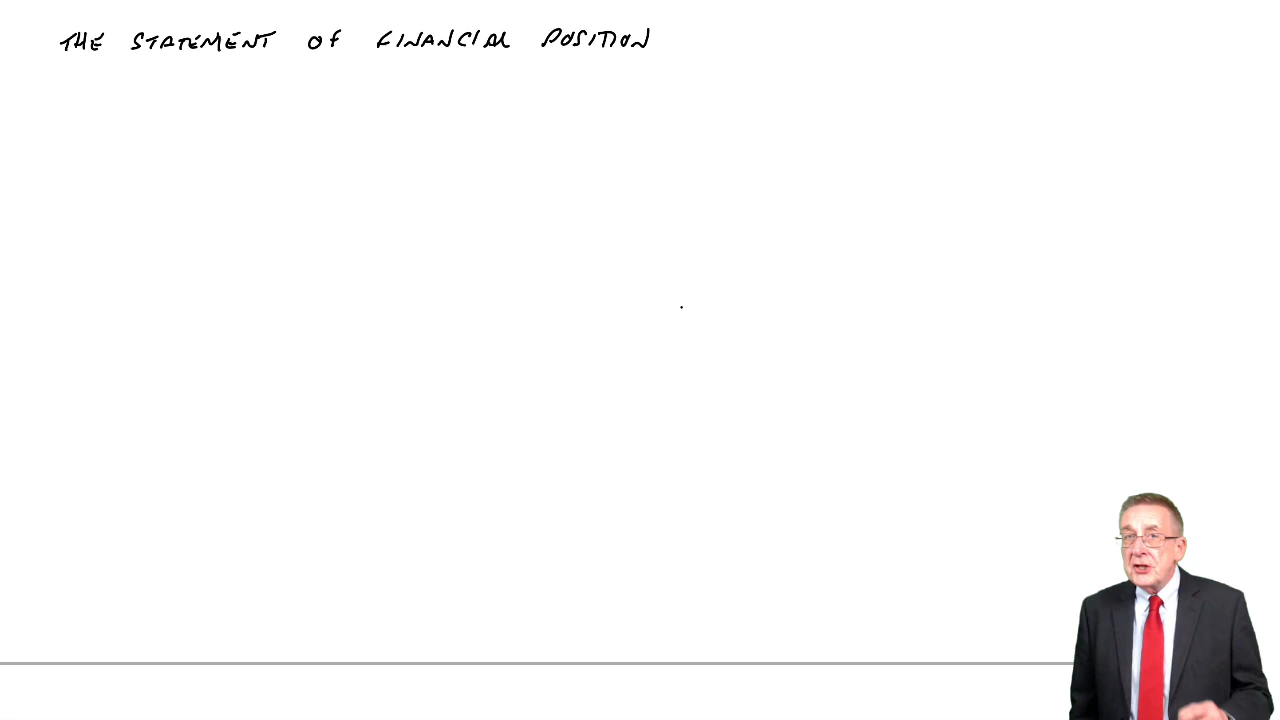 THE STATEMENT OF FINANCIAL POSITION